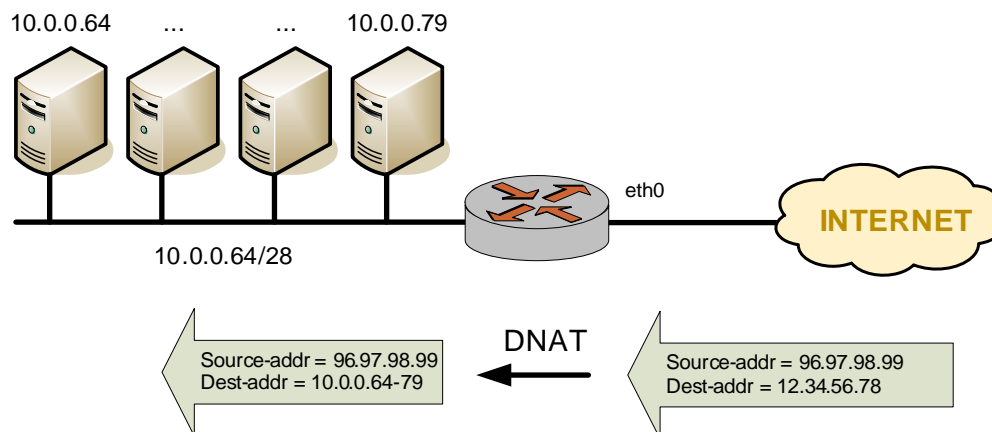 10.0.0.64 ... ... 10.0.0.79
eth0
INTERNET
10.0.0.64/28
DNAT
Source-addr = 96.97.98.99
Dest-addr = 10.0.0.64-79
Source-addr = 96.97.98.99
Dest-addr = 12.34.56.78